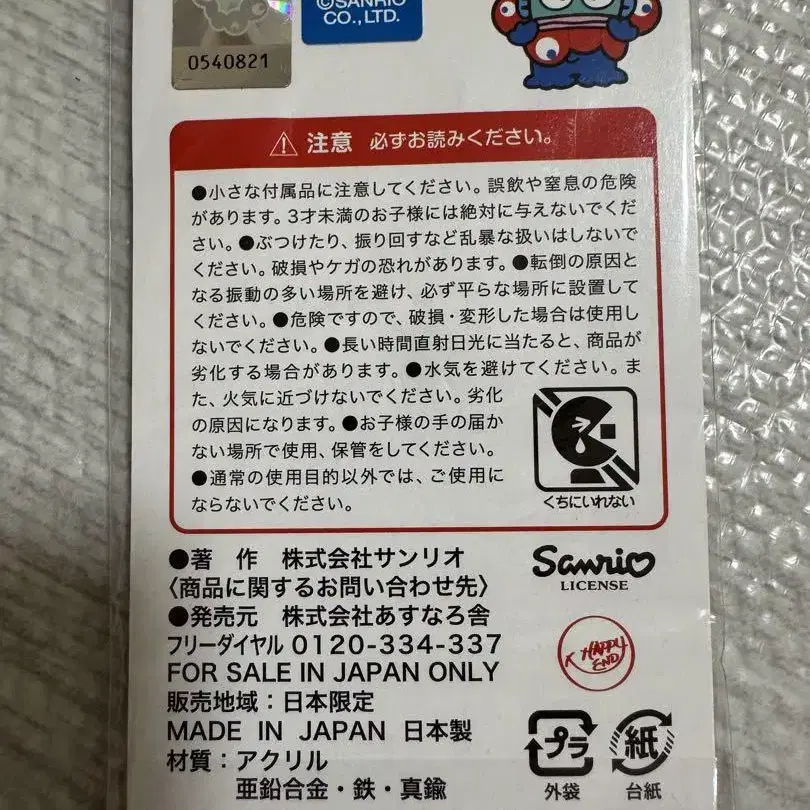 ©SANRIO
CO., LTD.
0540821
注意 必ずお読みください。
●小さな付属品に注意してください。誤飲や窒息の危険
があります。3才未満のお子様には絶対に与えないでくだ
さい。●ぶつけたり、振り回すなど乱暴な扱いはしないで
ください。破損やケガの恐れがあります。●転倒の原因と
なる振動の多い場所を避け、必ず平らな場所に設置して
ください。●危険ですので、破損・変形した場合は使用し
ないでください。●長い時間直射日光に当たると、商品が
劣化する場合があります。●水気を避けてください。ま
た、火気に近づけないでください。劣化
の原因になります。●お子様の手の届か
ない場所で使用、保管をしてください。
●通常の使用目的以外では、ご使用に
ならないでください。
くちにいれない
●著 作 株式会社サンリオ
〈商品に関するお問い合わせ先〉
●発売元 株式会社あすなろ舎
フリーダイヤル 0120-334-337
FOR SALE IN JAPAN ONLY
販売地域：日本限定
MADE IN JAPAN 日本製
材質：アクリル
亜鉛合金・鉄・真鍮
Sanrio
LICENSE
HAPPY
END
プラ
外袋
紙
台紙